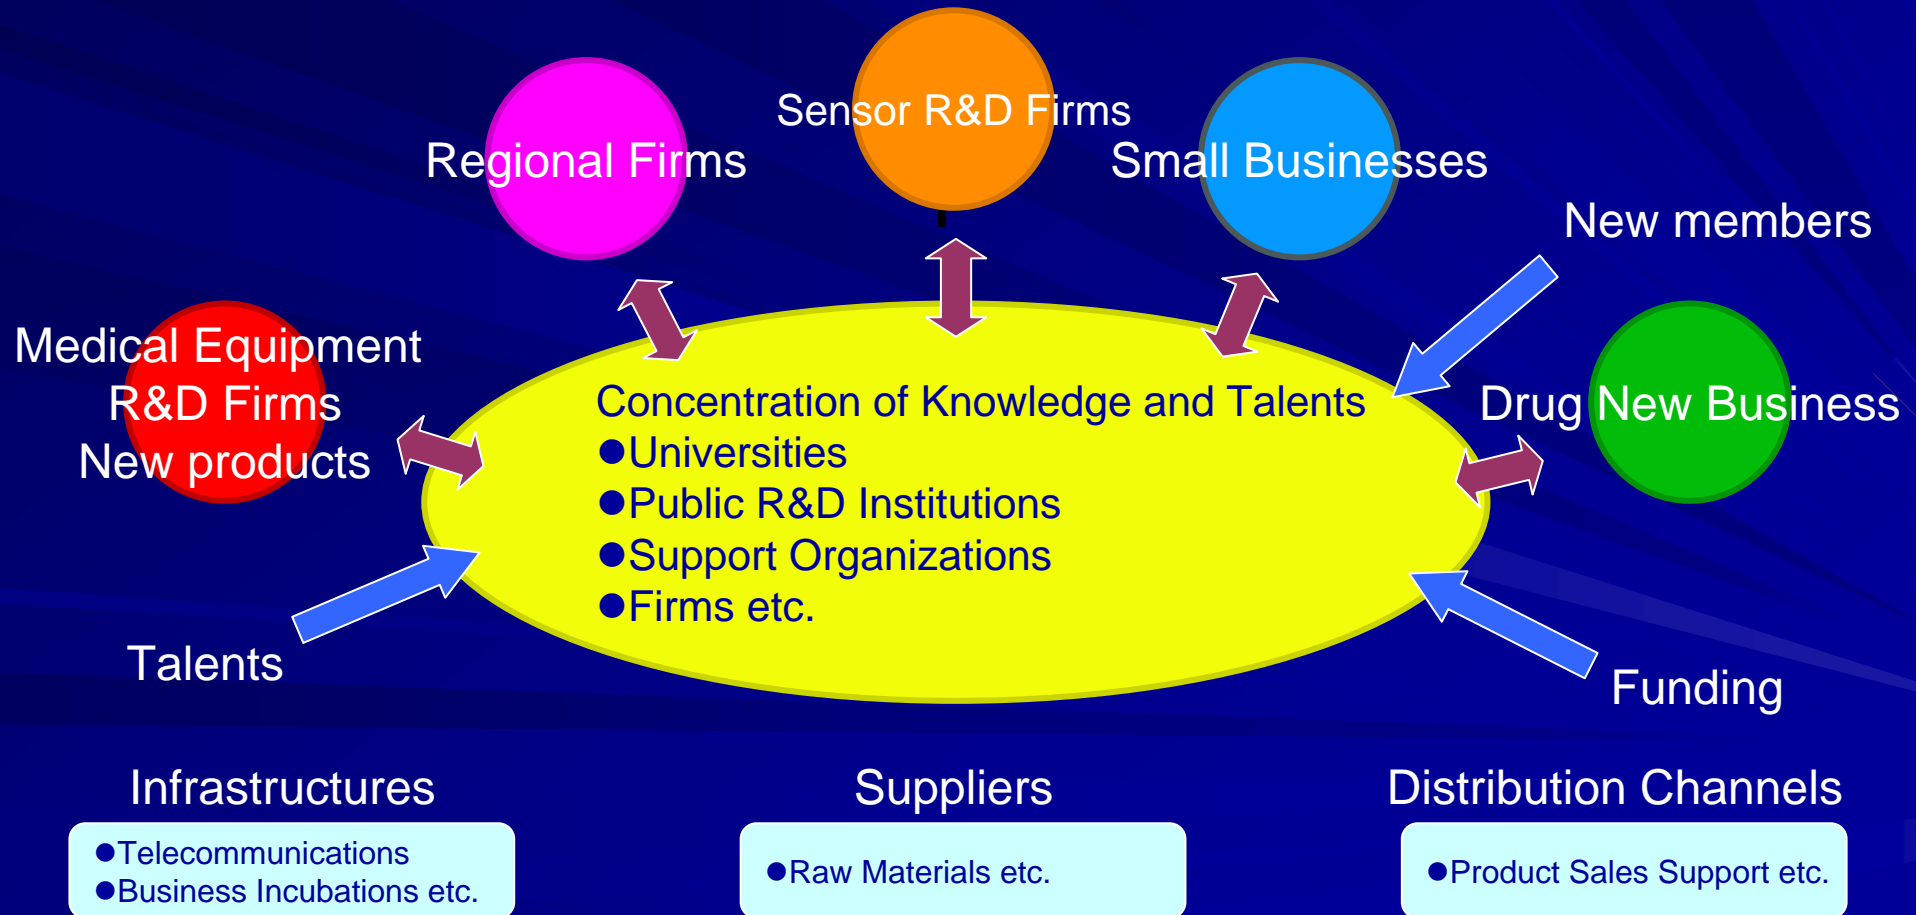 Sensor R&D Firms
Regional Firms
Small Businesses
New members
Medical Equipment
R&D Firms
New products
Concentration of Knowledge and Talents
●Universities
●Public R&D Institutions
●Support Organizations
●Firms etc.
Drug New Business
Talents
Funding
Infrastructures
●Telecommunications
●Business Incubations etc.
Suppliers
●Raw Materials etc.
Distribution Channels
●Product Sales Support etc.